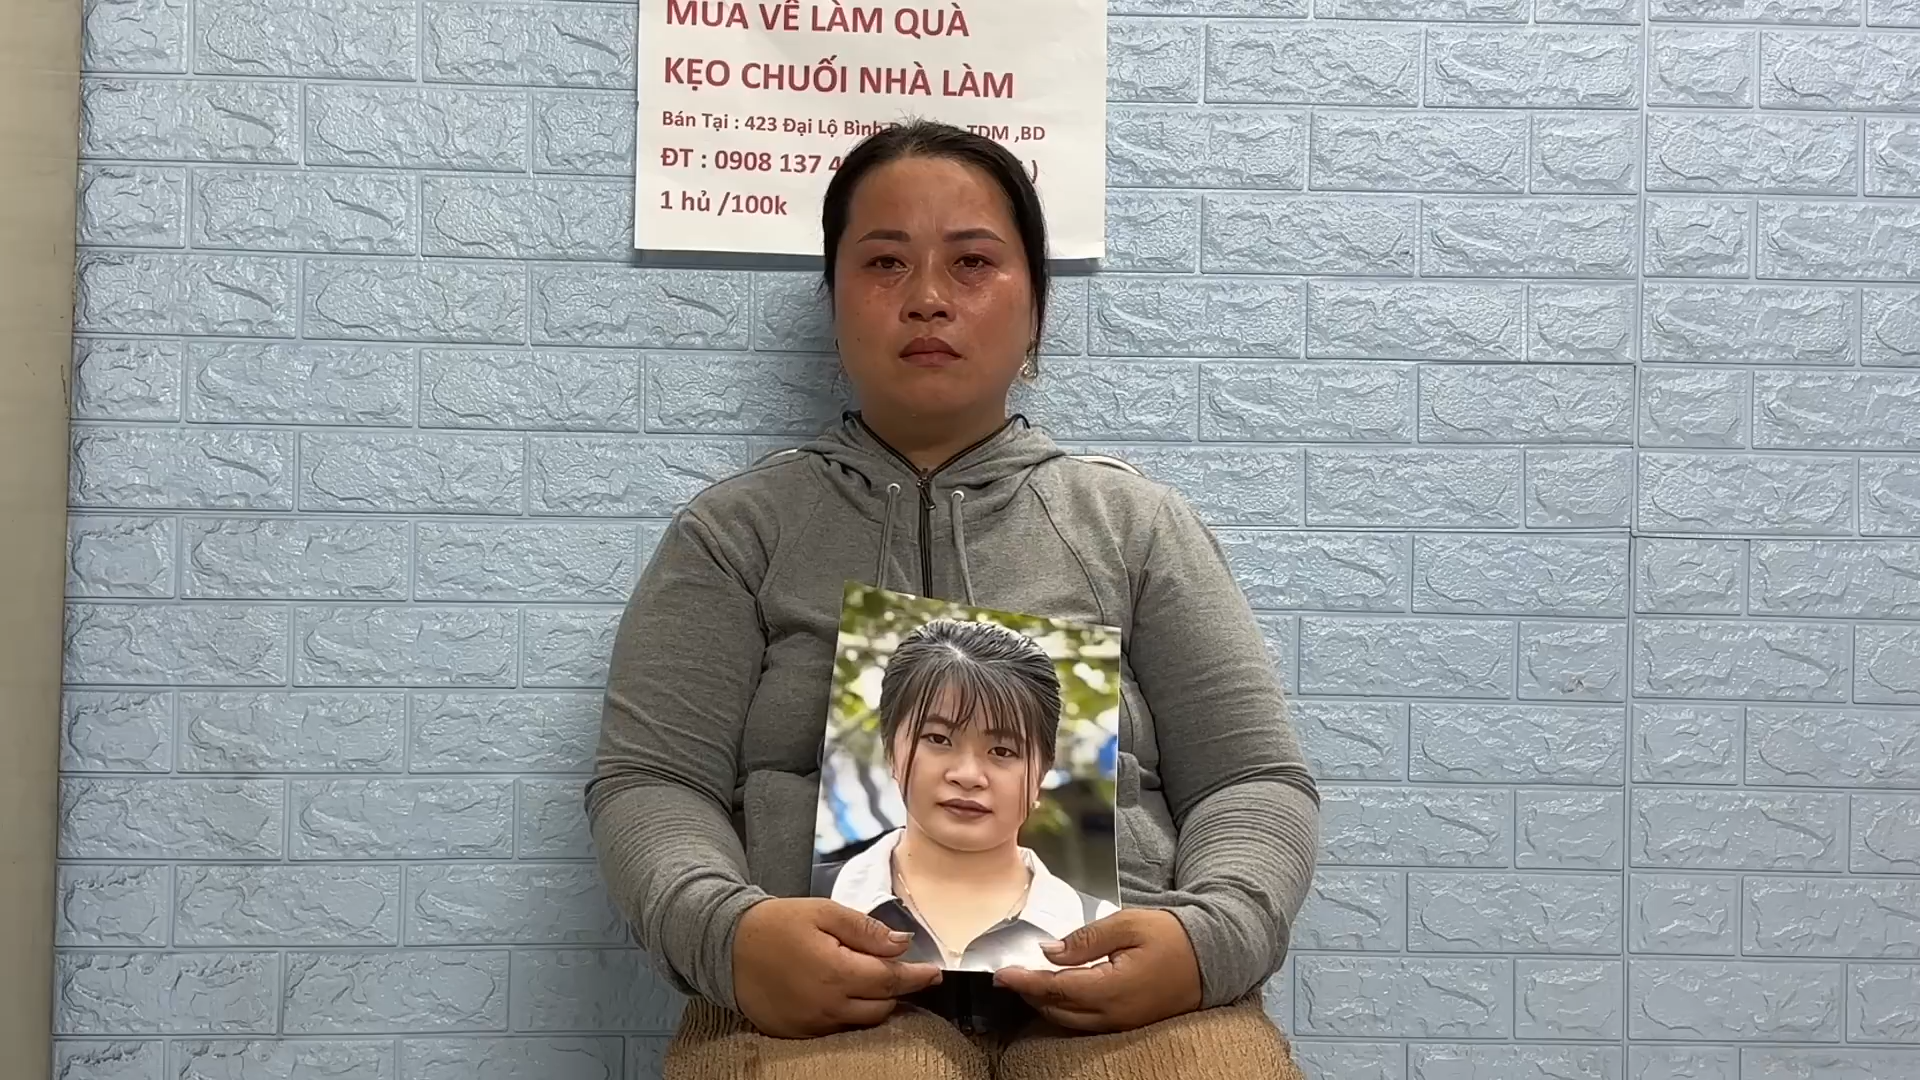 MUA VỀ LÀM QUÀ
KẸO CHUỐI NHÀ LÀM
Bán Tại : 423 Đại Lộ Bình TDM ,BD
ĐT : 0908 137 )
1 hủ /100k